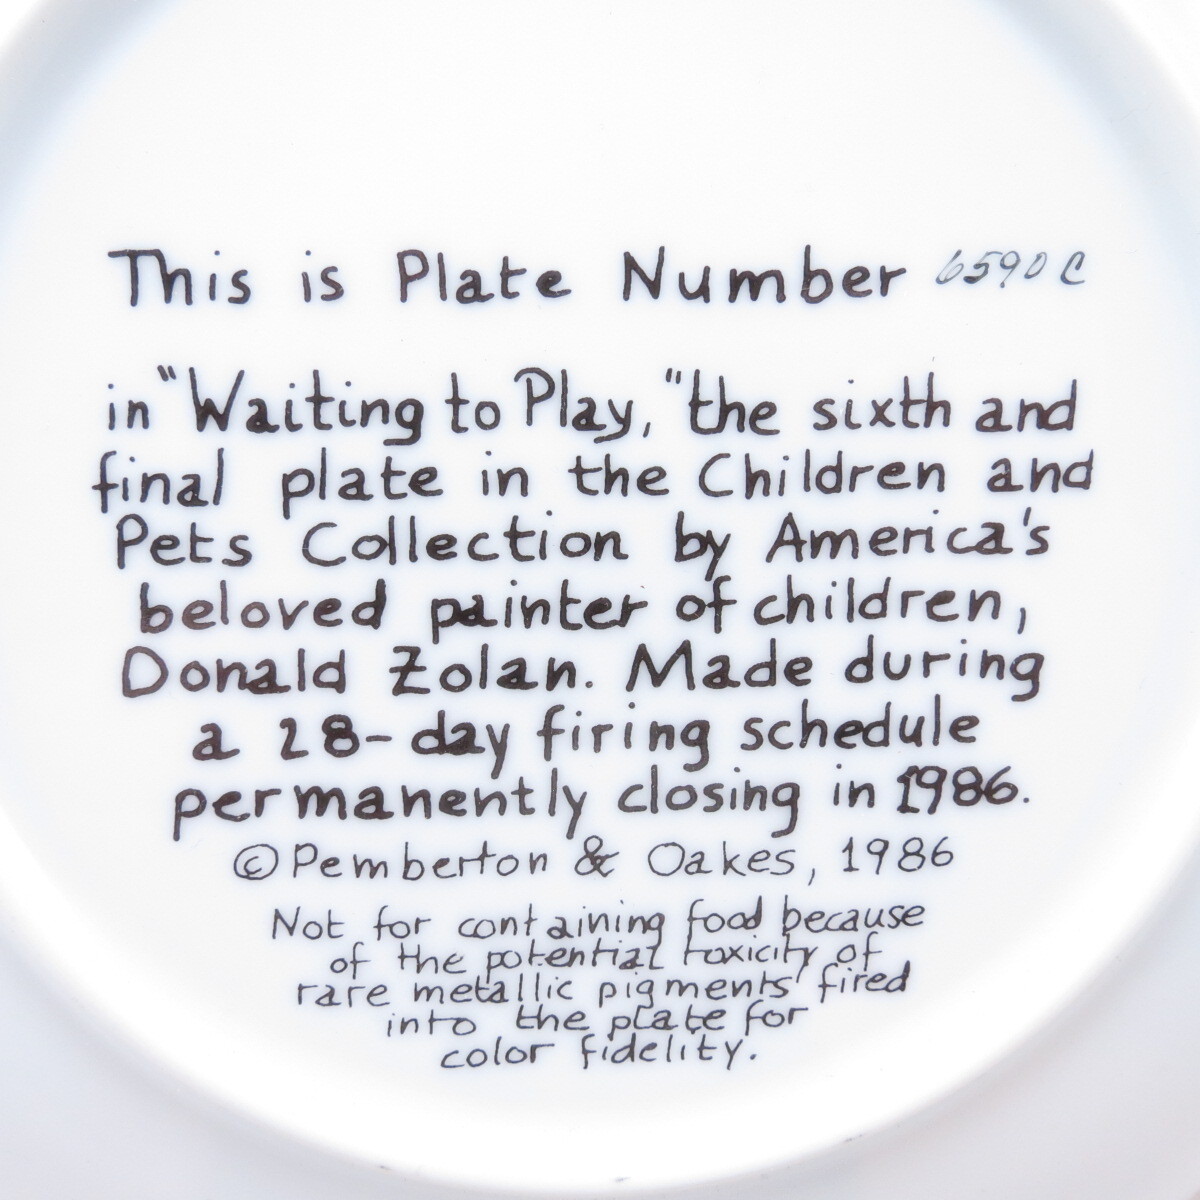 This is Plate Number 6590 C
in "Waiting to Play," the sixth and
final plate in the Children and
Pets Collection by America's
beloved painter of children,
Donald Zolan. Made during
a 28-day firing schedule
permanently closing in 1986.
© Pemberton & Oakes, 1986
Not for containing food because
of the potential toxicity of
rare metallic pigments fired
into the plate for
color fidelity.